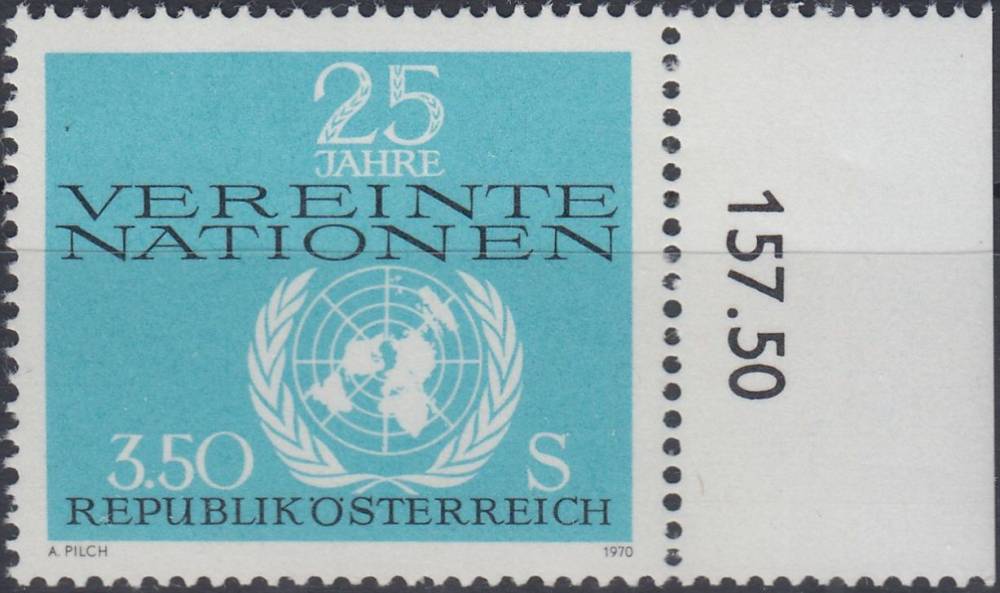 25
JAHRE
VEREINTE
NATIONEN
3.50 S
REPUBLIK ÖSTERREICH
A. PILCH 1970
157.50